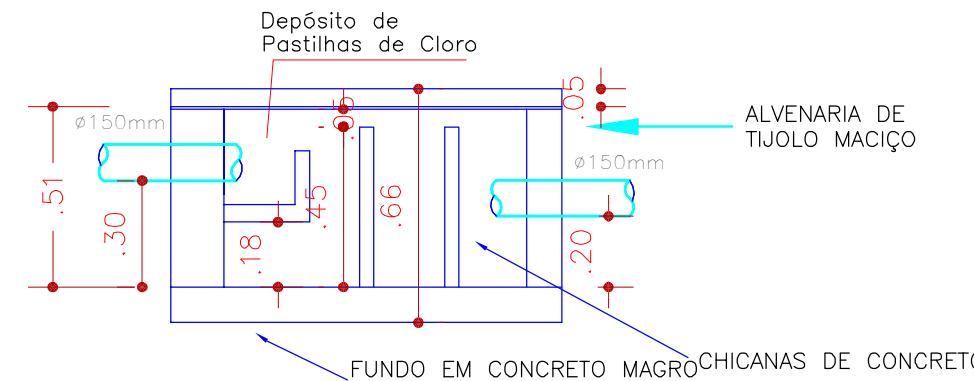 Depósito de
Pastilhas de Cloro
.05
.05
ALVENARIA DE
TIJOLO MACIÇO
ø150mm
ø150mm
.51
.30
.18
.45
.66
.20
FUNDO EM CONCRETO MAGRO
CHICANAS DE CONCRETO